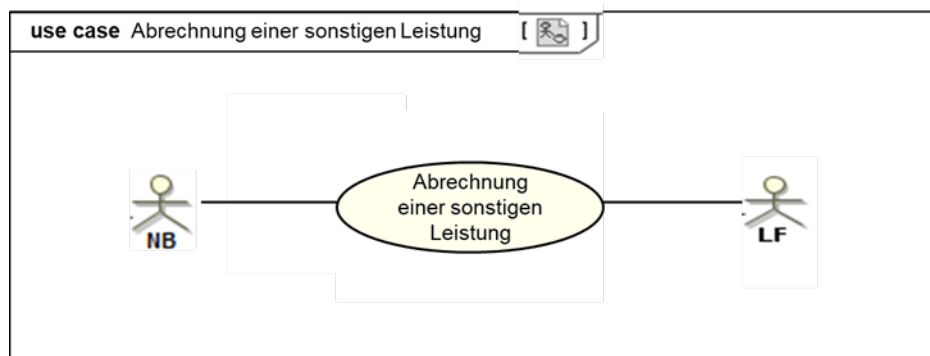 use case Abrechnung einer sonstigen Leistung [ ]
Abrechnung
einer sonstigen
Leistung
NB
LF